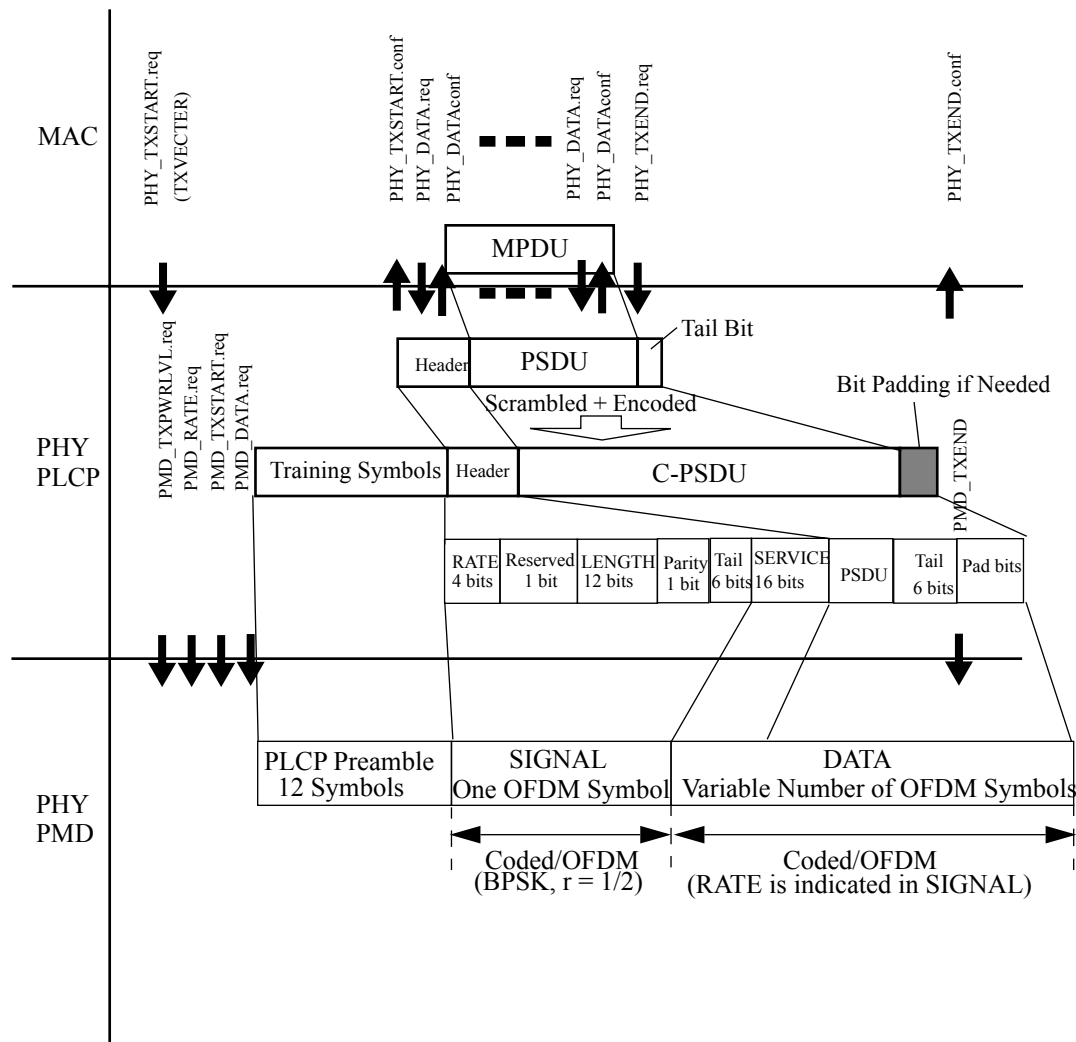 MAC
PHY_TXSTART.req
(TXVECTER)
PHY_TXSTART.conf
PHY_DATA.req
PHY_DATAconf
PHY_DATA.req
PHY_DATAconf
PHY_TXEND.req
PHY_TXEND.conf
MPDU
Tail Bit
Header
PSDU
Bit Padding if Needed
Scrambled + Encoded
PHY
PLCP
PMD_TXPWRLVL.req
PMD_RATE.req
PMD_TXSTART.req
PMD_DATA.req
Training Symbols
Header
C-PSDU
PMD_TXEND
RATE
4 bits
Reserved
1 bit
LENGTH
12 bits
Parity
1 bit
Tail
6 bits
SERVICE
16 bits
PSDU
Tail
6 bits
Pad bits
PHY
PMD
PLCP Preamble
12 Symbols
SIGNAL
One OFDM Symbol
DATA
Variable Number of OFDM Symbols
Coded/OFDM
(BPSK, r = 1/2)
Coded/OFDM
(RATE is indicated in SIGNAL)